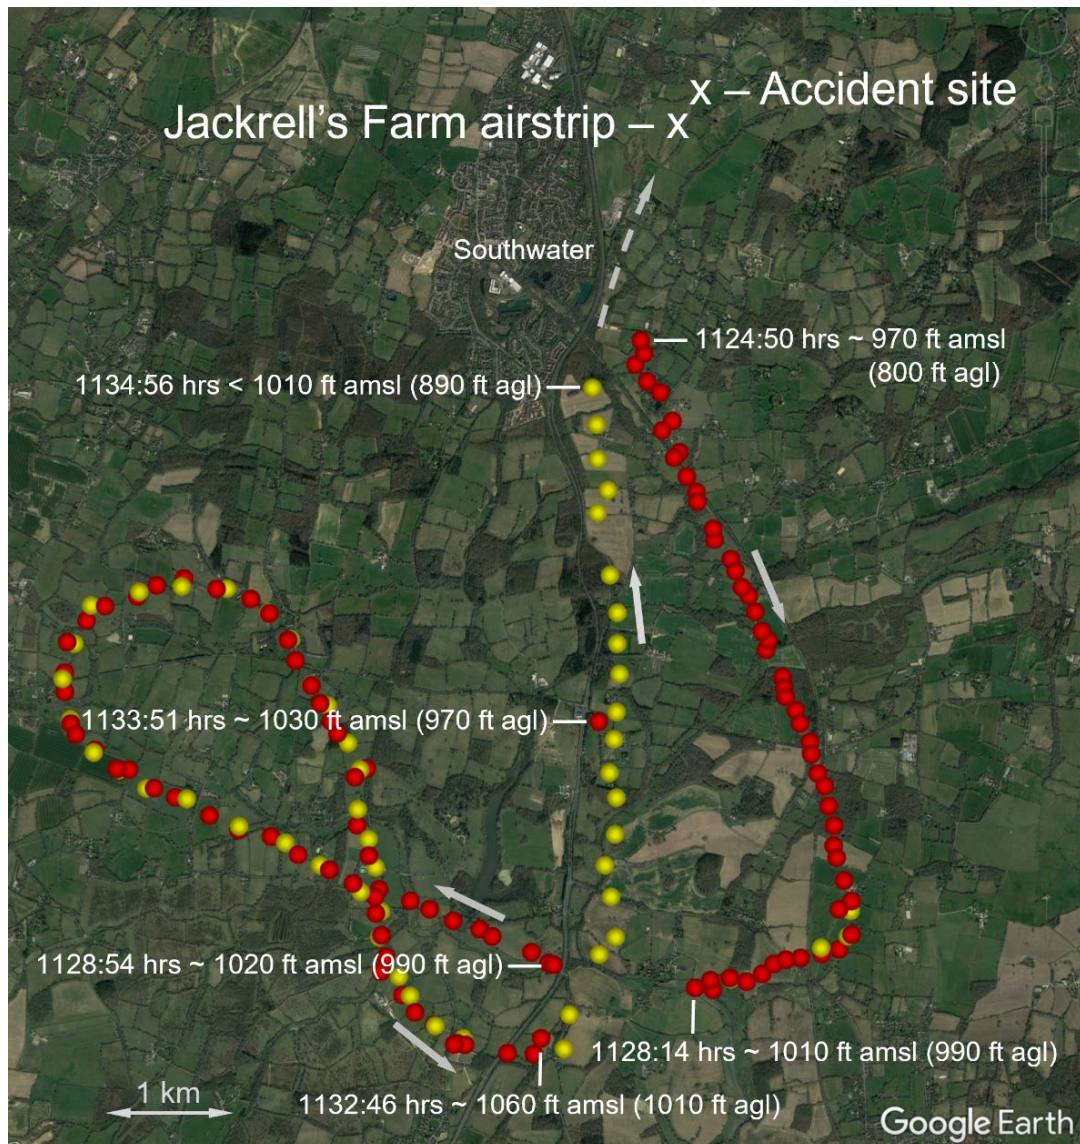 x – Accident site
Jackrell's Farm airstrip – x
Southwater
1124:50 hrs ~ 970 ft amsl
(800 ft agl)
1134:56 hrs < 1010 ft amsl (890 ft agl)
1133:51 hrs ~ 1030 ft amsl (970 ft agl)
1128:54 hrs ~ 1020 ft amsl (990 ft agl)
1128:14 hrs ~ 1010 ft amsl (990 ft agl)
1132:46 hrs ~ 1060 ft amsl (1010 ft agl)
1 km
Google Earth